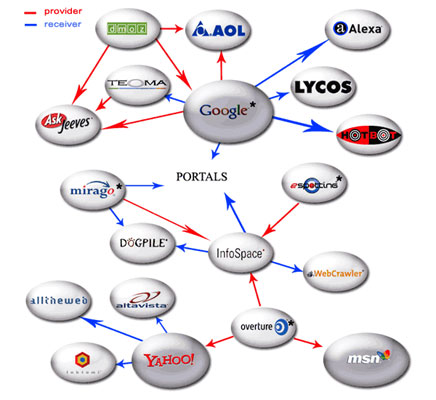 provider
receiver
dmoz
AOL
a Alexa
TEOMA
Google*
LYCOS
Ask
Jeeves
HOTBOT
PORTALS
mirago*
espotting*
DOGPILE
InfoSpace
WebCrawler
alltheweb
altavista
overture *
Inktomi
YAHOO!
msn